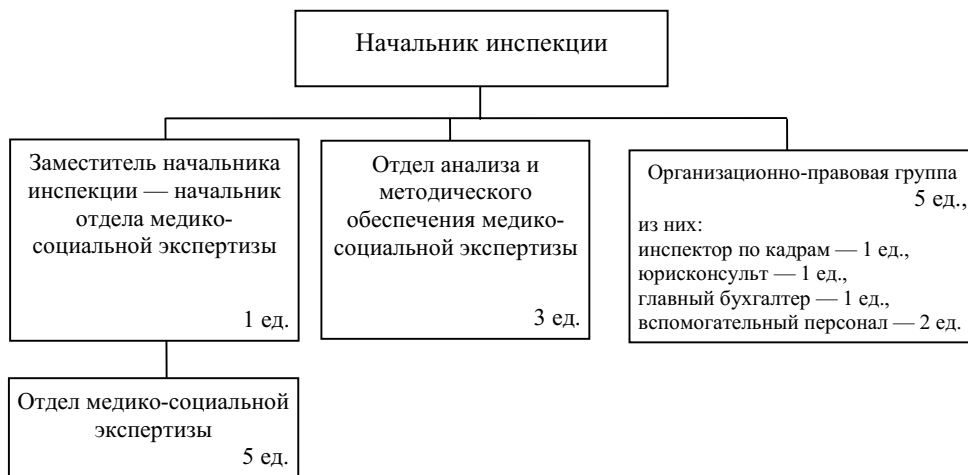 Начальник инспекции
Заместитель начальника
инспекции — начальник
отдела медико-
социальной экспертизы
1 ед.
Отдел анализа и
методического
обеспечения медико-
социальной экспертизы
3 ед.
Организационно-правовая группа
5 ед.,
из них:
инспектор по кадрам — 1 ед.,
юрисконсульт — 1 ед.,
главный бухгалтер — 1 ед.,
вспомогательный персонал — 2 ед.
Отдел медико-социальной
экспертизы
5 ед.